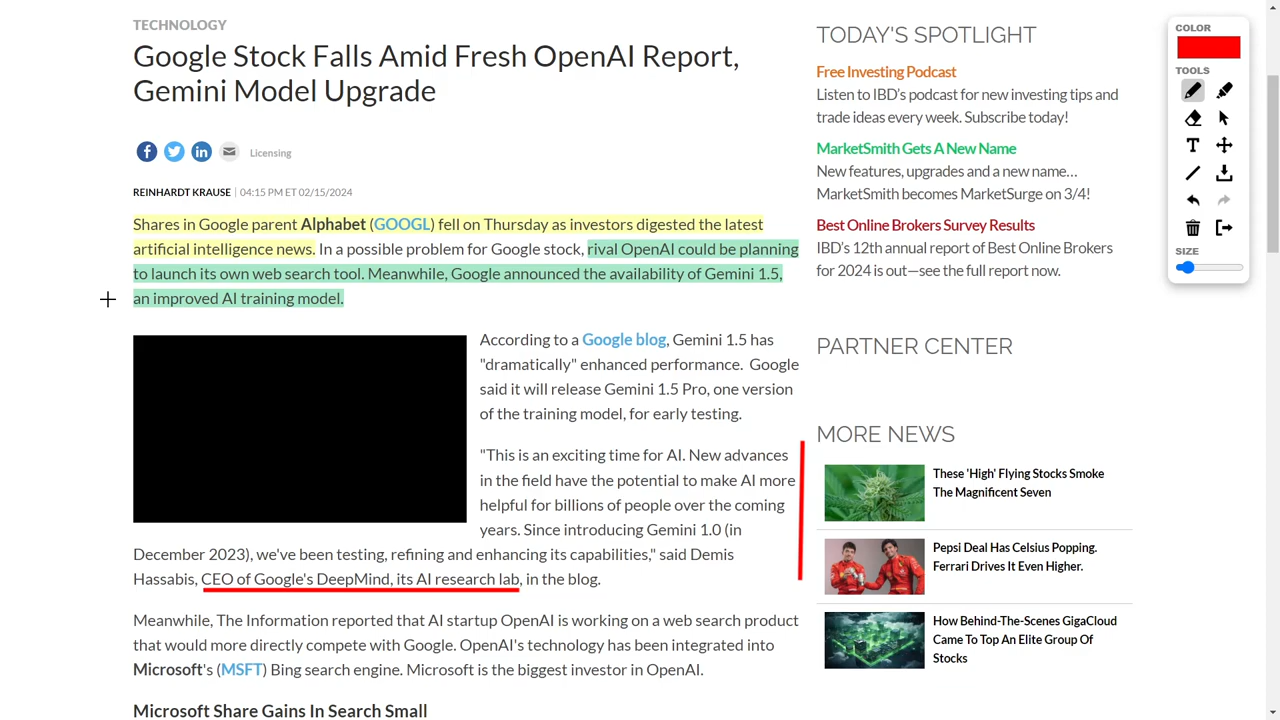 TECHNOLOGY
Google Stock Falls Amid Fresh OpenAI Report,
Gemini Model Upgrade
Licensing
REINHARDT KRAUSE | 04:15 PM ET 02/15/2024
Shares in Google parent Alphabet (GOOGL) fell on Thursday as investors digested the latest
artificial intelligence news. In a possible problem for Google stock, rival OpenAI could be planning
to launch its own web search tool. Meanwhile, Google announced the availability of Gemini 1.5,
an improved AI training model.
According to a Google blog, Gemini 1.5 has
"dramatically" enhanced performance. Google
said it will release Gemini 1.5 Pro, one version
of the training model, for early testing.
"This is an exciting time for AI. New advances
in the field have the potential to make AI more
helpful for billions of people over the coming
years. Since introducing Gemini 1.0 (in
December 2023), we've been testing, refining and enhancing its capabilities," said Demis
Hassabis, CEO of Google's DeepMind, its AI research lab, in the blog.
Meanwhile, The Information reported that AI startup OpenAI is working on a web search product
that would more directly compete with Google. OpenAI's technology has been integrated into
Microsoft's (MSFT) Bing search engine. Microsoft is the biggest investor in OpenAI.
Microsoft Share Gains In Search Small
TODAY'S SPOTLIGHT
Free Investing Podcast
Listen to IBD's podcast for new investing tips and
trade ideas every week. Subscribe today!
MarketSmith Gets A New Name
New features, upgrades and a new name…
MarketSmith becomes MarketSurge on 3/4!
Best Online Brokers Survey Results
IBD's 12th annual report of Best Online Brokers
for 2024 is out—see the full report now.
PARTNER CENTER
MORE NEWS
These 'High' Flying Stocks Smoke
The Magnificent Seven
Pepsi Deal Has Celsius Popping.
Ferrari Drives It Even Higher.
How Behind-The-Scenes GigaCloud
Came To Top An Elite Group Of
Stocks
COLOR
TOOLS
SIZE